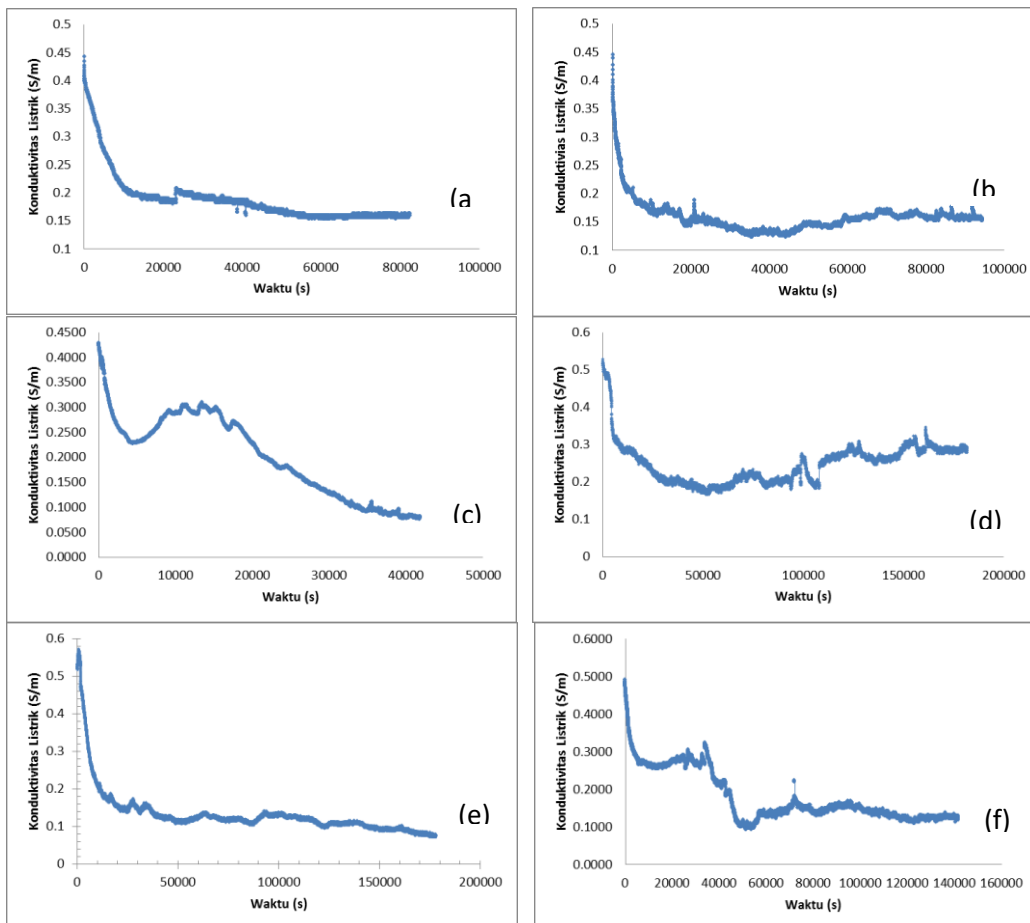 Konduktivitas Listrik (S/m)
0.5
0.45
0.4
0.35
0.3
0.25
0.2
0.15
0.1
0 20000 40000 60000 80000 100000
Waktu (s)
(a
Konduktivias Listrik (S/m)
0.5
0.45
0.4
0.35
0.3
0.25
0.2
0.15
0.1
0 20000 40000 60000 80000 100000
Waktu (s)
(b
Konduktivitas Listrik (S/m)
0.4500
0.4000
0.3500
0.3000
0.2500
0.2000
0.1500
0.1000
0.0500
0.0000
0 10000 20000 30000 40000 50000
Waktu (s)
(c)
Konduktivitas Listrik (S/m)
0.6
0.5
0.4
0.3
0.2
0.1
0
0 50000 100000 150000 200000
Waktu (s)
(d)
Konduktivitas Listrik (S/m)
0.6
0.5
0.4
0.3
0.2
0.1
0
0 50000 100000 150000 200000
Waktu (s)
(e)
Konduktivitas Listrik (S/m)
0.6000
0.5000
0.4000
0.3000
0.2000
0.1000
0.0000
0 20000 40000 60000 80000 100000 120000 140000 160000
Waktu (s)
(f)